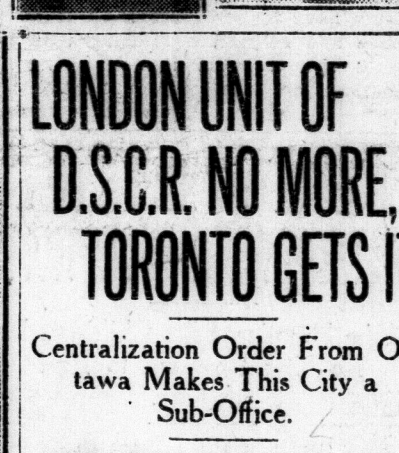 LONDON UNIT OF
D.S.C.R. NO MORE,
TORONTO GETS I
Centralization Order From O
tawa Makes This City a
Sub-Office.